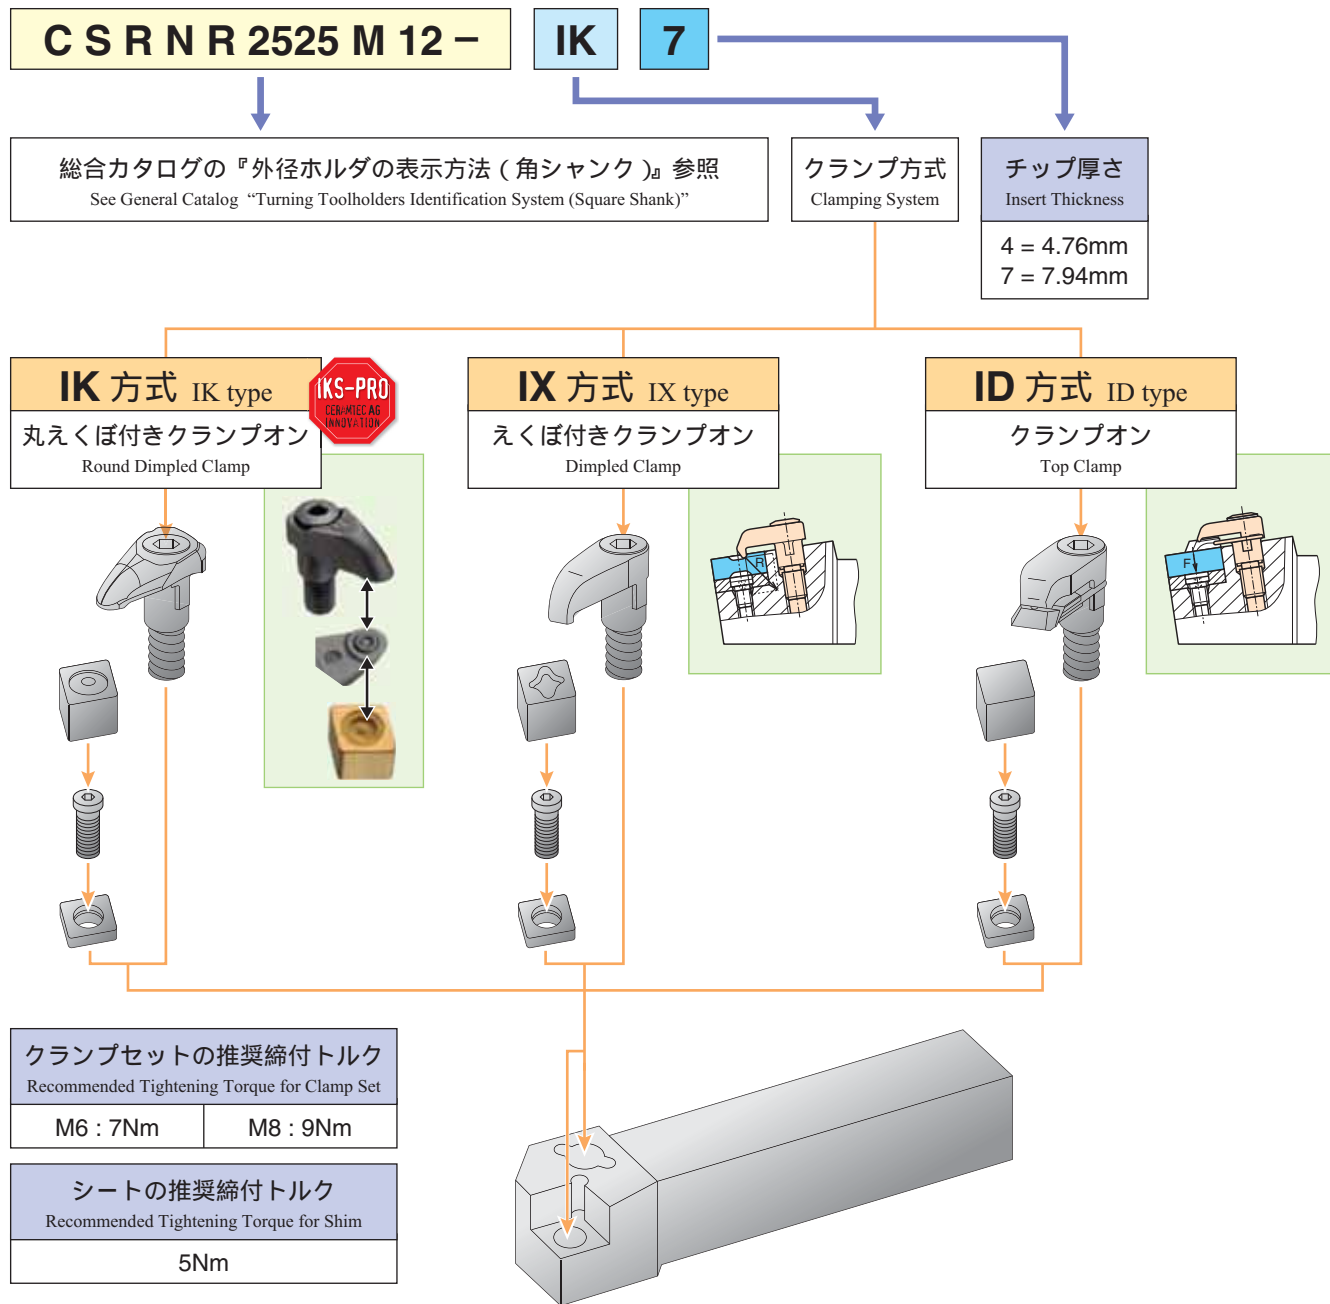 C S R N R 2525 M 12 −
IK
7
総合カタログの『外径ホルダの表示方法（角シャンク）』参照
See General Catalog “Turning Toolholders Identification System (Square Shank)”
クランプ方式
Clamping System
チップ厚さ
Insert Thickness
4 = 4.76mm
7 = 7.94mm
IK 方式 IK type
丸えくぼ付きクランプオン
Round Dimpled Clamp
IKS-PRO
CERAMTEC AG
INNOVATION
IX 方式 IX type
えくぼ付きクランプオン
Dimpled Clamp
R
ID 方式 ID type
クランプオン
Top Clamp
F
クランプセットの推奨締付トルク
Recommended Tightening Torque for Clamp Set
M6 : 7Nm
M8 : 9Nm
シートの推奨締付トルク
Recommended Tightening Torque for Shim
5Nm